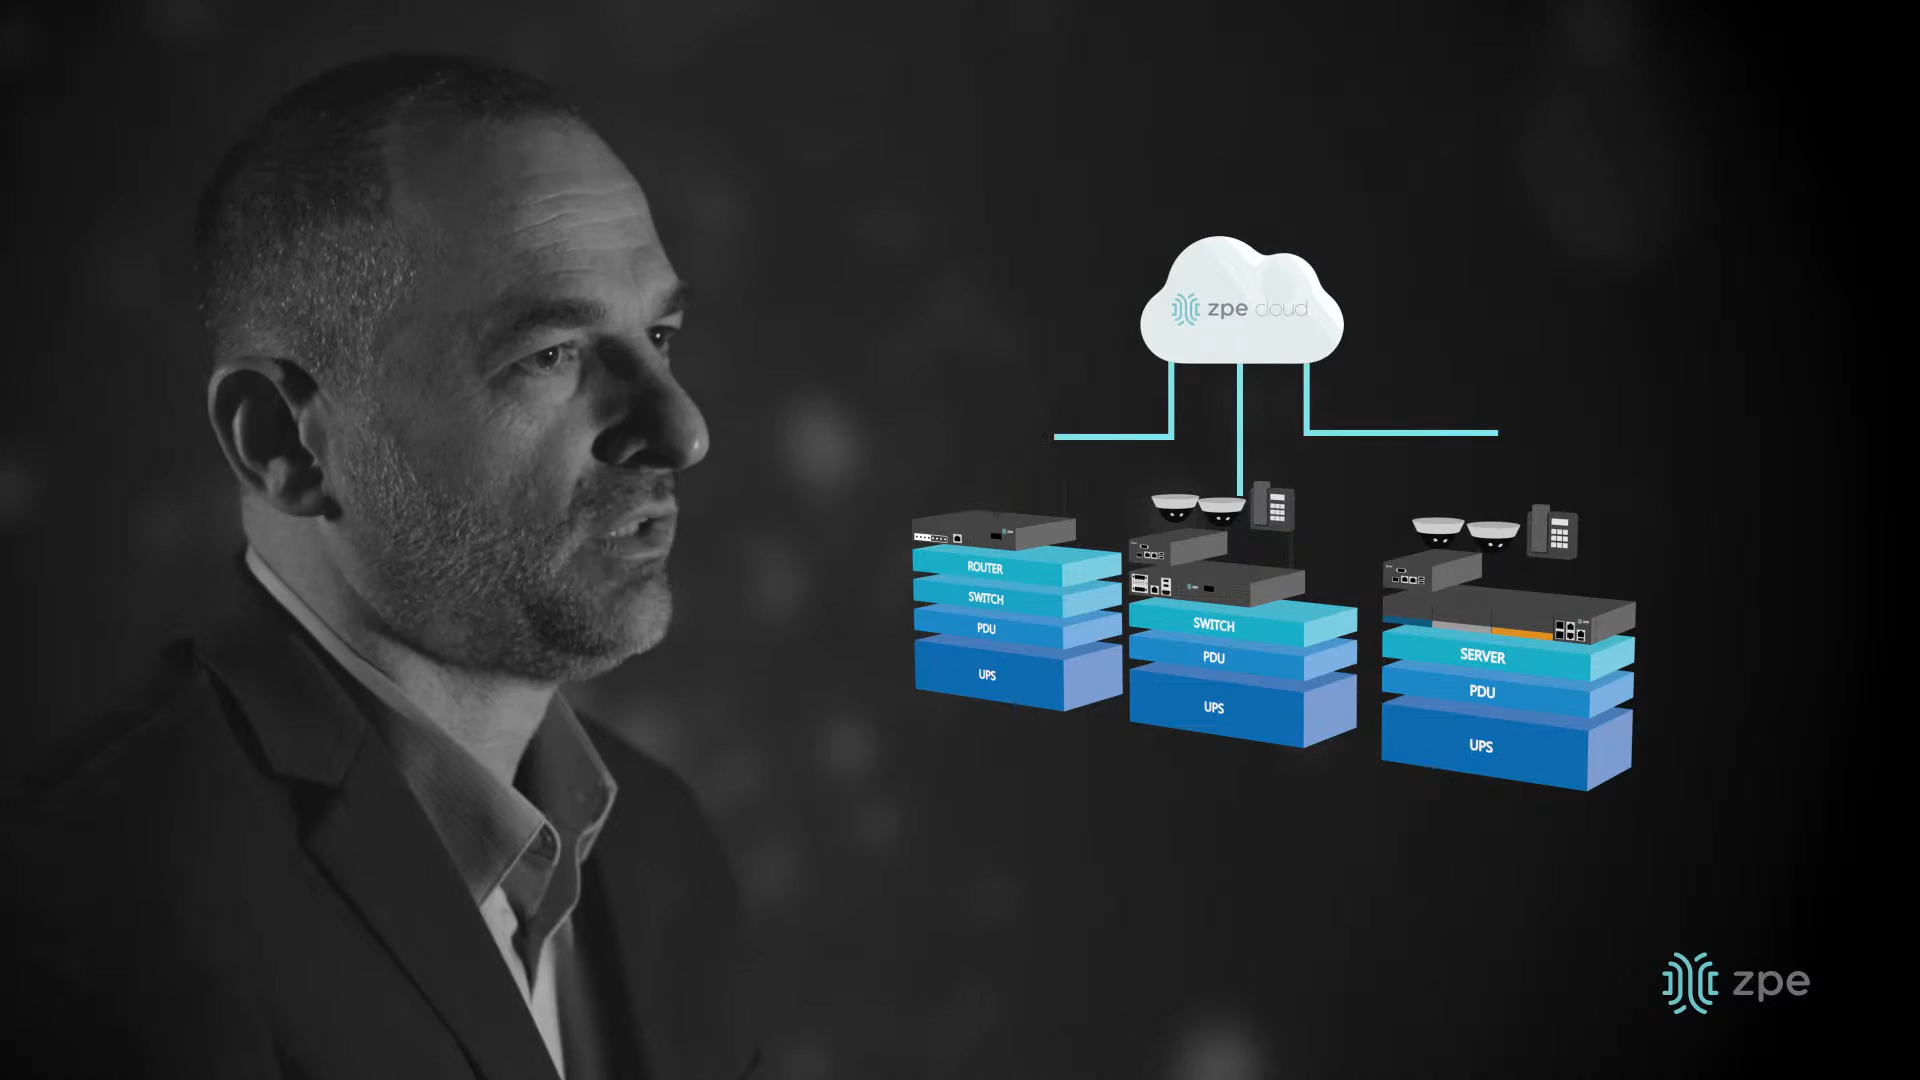 zpe cloud
ROUTER
SWITCH
PDU
UPS
SWITCH
PDU
UPS
SERVER
PDU
UPS
zpe